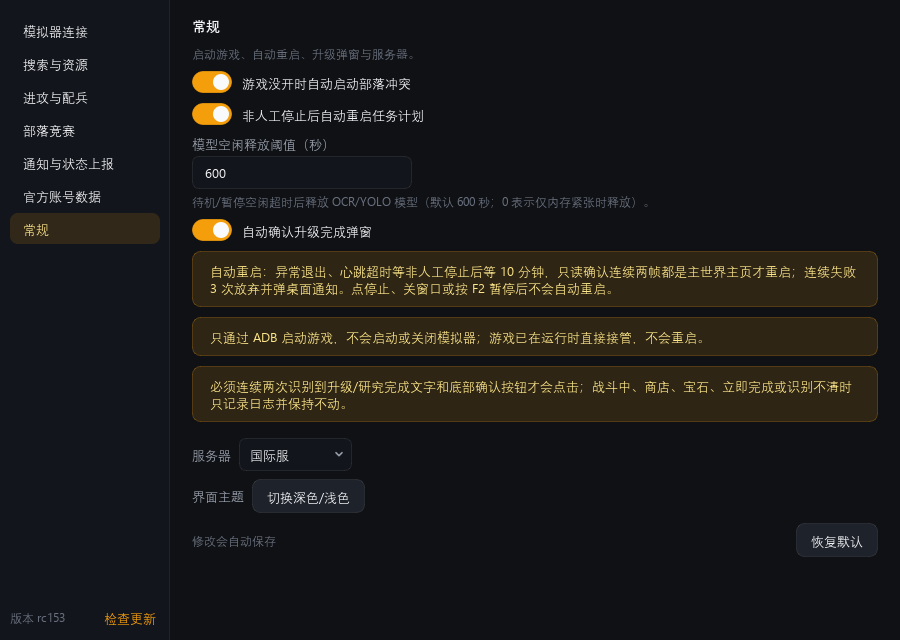 模拟器连接
搜索与资源
进攻与配兵
部落竞赛
通知与状态上报
官方账号数据
常规
版本 rc153
检查更新
常规
启动游戏、自动重启、升级弹窗与服务器。
游戏没开时自动启动部落冲突
非人工停止后自动重启任务计划
模型空闲释放阈值（秒）
600
待机/暂停空闲超时后释放 OCR/YOLO 模型（默认 600 秒；0 表示仅内存紧张时释放）。
自动确认升级完成弹窗
自动重启：异常退出、心跳超时等非人工停止后等 10 分钟，只读确认连续两帧都是主世界主页才重启；连续失败
3 次放弃并弹桌面通知。点停止、关窗口或按 F2 暂停后不会自动重启。
只通过 ADB 启动游戏，不会启动或关闭模拟器；游戏已在运行时直接接管，不会重启。
必须连续两次识别到升级/研究完成文字和底部确认按钮才会点击；战斗中、商店、宝石、立即完成或识别不清时
只记录日志并保持不动。
服务器
国际服
界面主题
切换深色/浅色
修改会自动保存
恢复默认